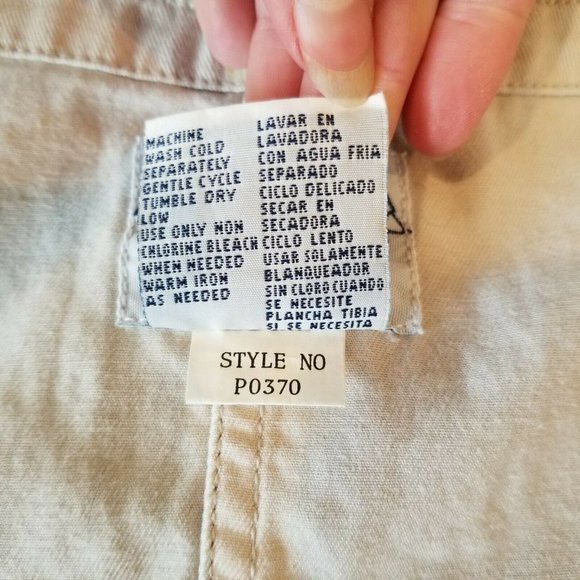 MACHINE
WASH COLD
SEPARATELY
GENTLE CYCLE
TUMBLE DRY
LOW
USE ONLY NON
CHLORINE BLEACH
WHEN NEEDED
WARM IRON
AS NEEDED
LAVAR EN
LAVADORA
CON AGUA FRIA
SEPARADO
CICLO DELICADO
SECAR EN
SECADORA
CICLO LENTO
USAR SOLAMENTE
BLANQUEADOR
SIN CLORO CUANDO
SE NECESITE
PLANCHA TIBIA
SI SE NECESITA
STYLE NO
P0370